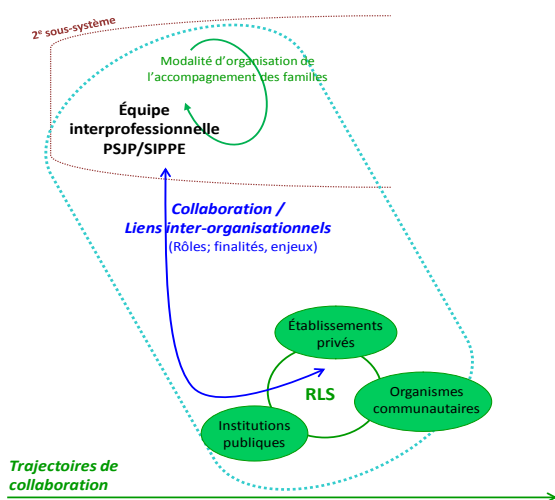 2e sous-système
Modalité d'organisation de
l'accompagnement des familles
Équipe
interprofessionnelle
PSJP/SIPPE
Collaboration /
Liens inter-organisationnels
(Rôles; finalités, enjeux)
Établissements
privés
RLS
Organismes
communautaires
Institutions
publiques
Trajectoires de
collaboration